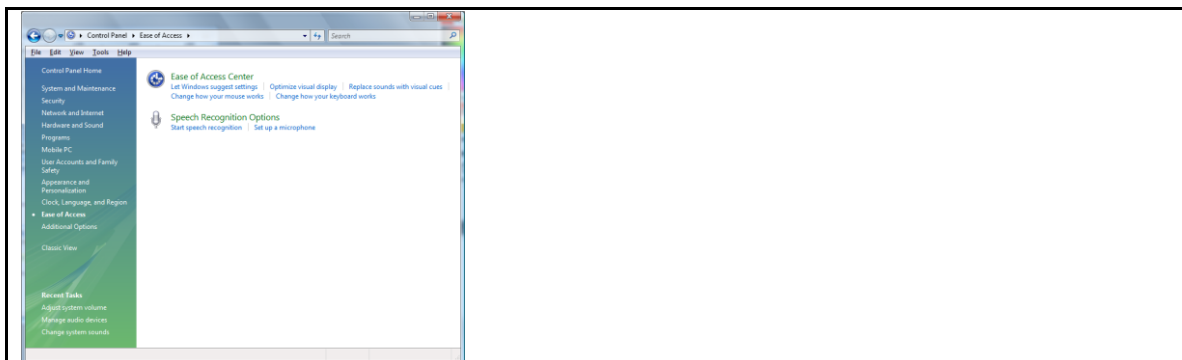 Control Panel ▸ Ease of Access ▸
Search
File Edit View Tools Help
Control Panel Home
System and Maintenance
Security
Network and Internet
Hardware and Sound
Programs
Mobile PC
User Accounts and Family
Safety
Appearance and
Personalization
Clock, Language, and Region
Ease of Access
Additional Options
Classic View
Recent Tasks
Adjust system volume
Manage audio devices
Change system sounds
Ease of Access Center
Let Windows suggest settings | Optimize visual display | Replace sounds with visual cues |
Change how your mouse works | Change how your keyboard works
Speech Recognition Options
Start speech recognition | Set up a microphone